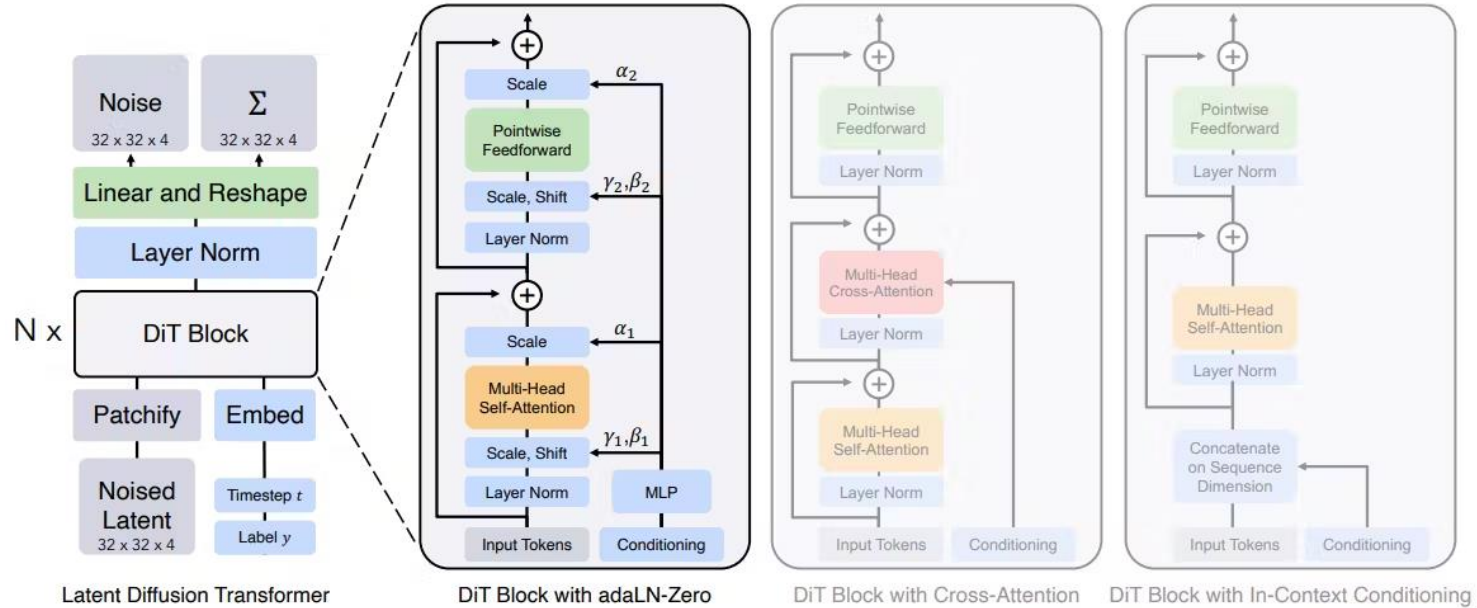 Noise
32 x 32 x 4
Σ
32 x 32 x 4
Linear and Reshape
Layer Norm
N x
DiT Block
Patchify
Embed
Noised
Latent
32 x 32 x 4
Timestep t
Label y
Latent Diffusion Transformer
Scale
α₂
Pointwise
Feedforward
γ₂,β₂
Scale, Shift
Layer Norm
Scale
α₁
Multi-Head
Self-Attention
γ₁,β₁
Scale, Shift
Layer Norm
MLP
Input Tokens
Conditioning
DiT Block with adaLN-Zero
Pointwise
Feedforward
Layer Norm
Multi-Head
Cross-Attention
Layer Norm
Multi-Head
Self-Attention
Layer Norm
Input Tokens
Conditioning
DiT Block with Cross-Attention
Pointwise
Feedforward
Layer Norm
Multi-Head
Self-Attention
Layer Norm
Concatenate
on Sequence
Dimension
Input Tokens
Conditioning
DiT Block with In-Context Conditioning